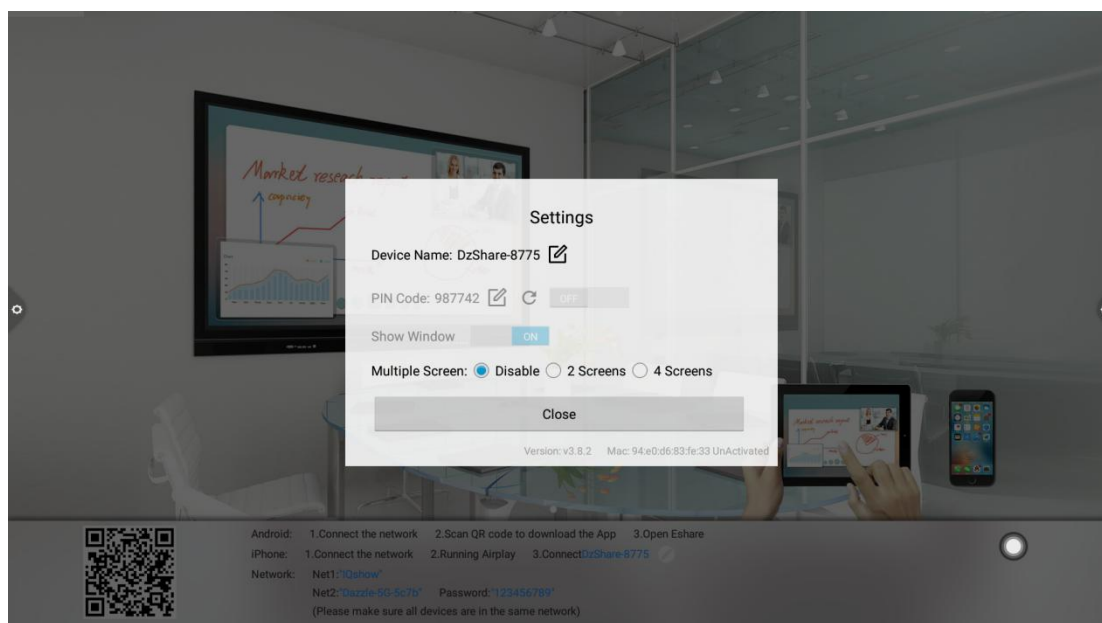 Market research
Settings
Device Name: DzShare-8775
PIN Code: 987742 OFF
Show Window ON
Multiple Screen: Disable 2 Screens 4 Screens
Close
Version: v3.8.2 Mac: 94:e0:d6:83:fe:33 UnActivated
Android: 1.Connect the network 2.Scan QR code to download the App 3.Open Eshare
iPhone: 1.Connect the network 2.Running Airplay 3.ConnectDzShare-8775
Network: Net1:"iQshow"
Net2:"Dazzle-5G-5c7b" Password:"123456789"
(Please make sure all devices are in the same network)